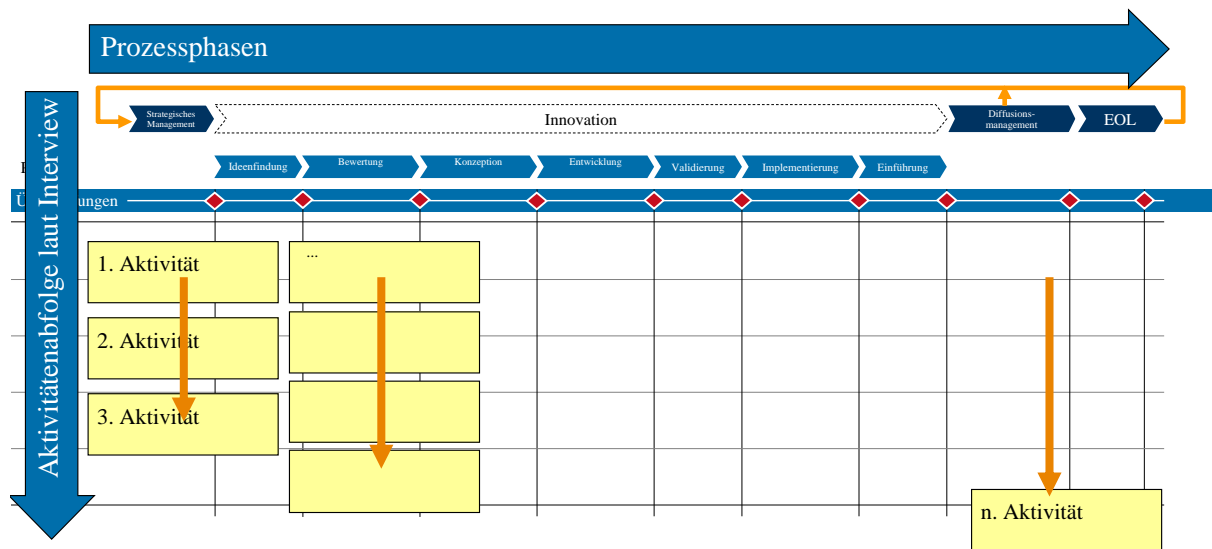 Prozessphasen
Strategisches
Management
Innovation
Diffusions-
management
EOL
Ideenfindung
Bewertung
Konzeption
Entwicklung
Validierung
Implementierung
Einführung
Aktivitätenabfolge laut Interview
1. Aktivität
...
2. Aktivität
3. Aktivität
n. Aktivität